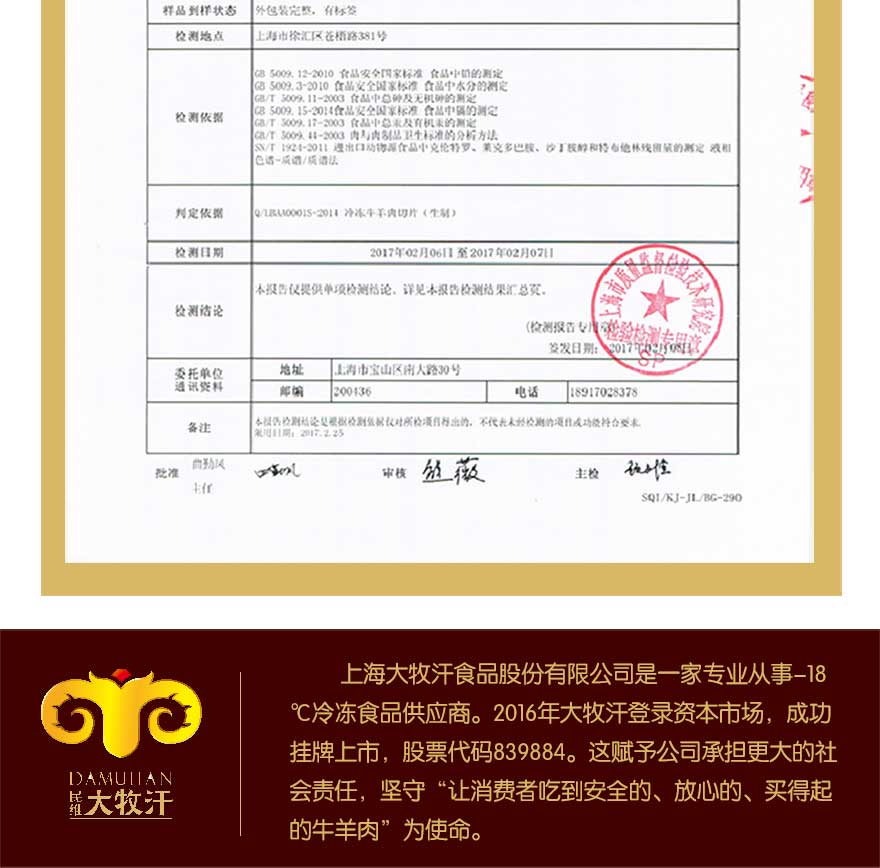 样品到样状态 外包装完整，有标签
检测地点 上海市徐汇区苍梧路381号
GB 5009.12-2010 食品安全国家标准 食品中铅的测定
GB 5009.3-2010 食品安全国家标准 食品中水分的测定
GB/T 5009.11-2003 食品中总砷及无机砷的测定
GB 5009.15-2014食品安全国家标准 食品中镉的测定
检测依据
GB/T 5009.17-2003 食品中总汞及有机汞的测定
GB/T 5009.44-2003 肉与肉制品卫生标准的分析方法
SN/T 1924-2011 进出口动物源食品中克伦特罗、莱克多巴胺、沙丁胺醇和特布他林残留量的测定 液相
色谱-质谱/质谱法
判定依据 Q/LBAA0001S-2014 冷冻牛羊肉切片（生制）
检测日期 2017年02月06日 至 2017年02月07日
检测结论 本报告仅提供单项检测结论。详见本报告检测结果汇总页。
(检测报告专用章)
签发日期: 2017年02月08日
上海市质量监督检验技术研究院
SP
委托单位
通讯资料
地址 上海市宝山区南大路30号
邮编 200436 电话 18917028378
备注
本报告检测结论是根据检测依据仅对所检项目得出的，不代表未经检测的项目或功能符合要求.
限用日期: 2017.2.25
批准 曲勤凤 审核 主检
主任
SQI/KJ-JL/BG-290
上海大牧汗食品股份有限公司是一家专业从事-18
℃冷冻食品供应商。2016年大牧汗登录资本市场，成功
挂牌上市，股票代码839884。这赋予公司承担更大的社
会责任，坚守“让消费者吃到安全的、放心的、买得起
的牛羊肉”为使命。
DAMUHAN
民维 大牧汗